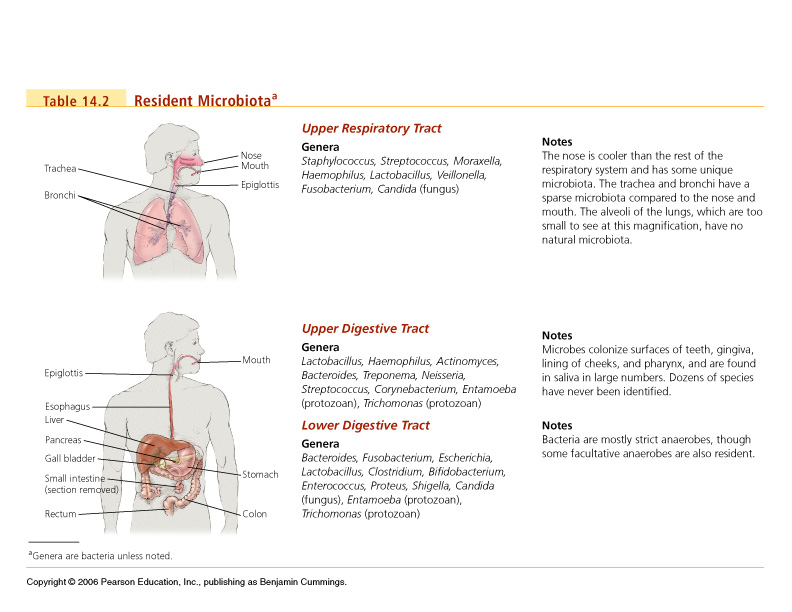 Table 14.2 Resident Microbiotaª
Nose
Mouth
Trachea
Epiglottis
Bronchi
Upper Respiratory Tract
Genera
Staphylococcus, Streptococcus, Moraxella,
Haemophilus, Lactobacillus, Veillonella,
Fusobacterium, Candida (fungus)
Notes
The nose is cooler than the rest of the
respiratory system and has some unique
microbiota. The trachea and bronchi have a
sparse microbiota compared to the nose and
mouth. The alveoli of the lungs, which are too
small to see at this magnification, have no
natural microbiota.
Mouth
Epiglottis
Esophagus
Liver
Pancreas
Gall bladder
Small intestine
(section removed)
Rectum
Stomach
Colon
Upper Digestive Tract
Genera
Lactobacillus, Haemophilus, Actinomyces,
Bacteroides, Treponema, Neisseria,
Streptococcus, Corynebacterium, Entamoeba
(protozoan), Trichomonas (protozoan)
Notes
Microbes colonize surfaces of teeth, gingiva,
lining of cheeks, and pharynx, and are found
in saliva in large numbers. Dozens of species
have never been identified.
Lower Digestive Tract
Genera
Bacteroides, Fusobacterium, Escherichia,
Lactobacillus, Clostridium, Bifidobacterium,
Enterococcus, Proteus, Shigella, Candida
(fungus), Entamoeba (protozoan),
Trichomonas (protozoan)
Notes
Bacteria are mostly strict anaerobes, though
some facultative anaerobes are also resident.
ªGenera are bacteria unless noted.
Copyright © 2006 Pearson Education, Inc., publishing as Benjamin Cummings.